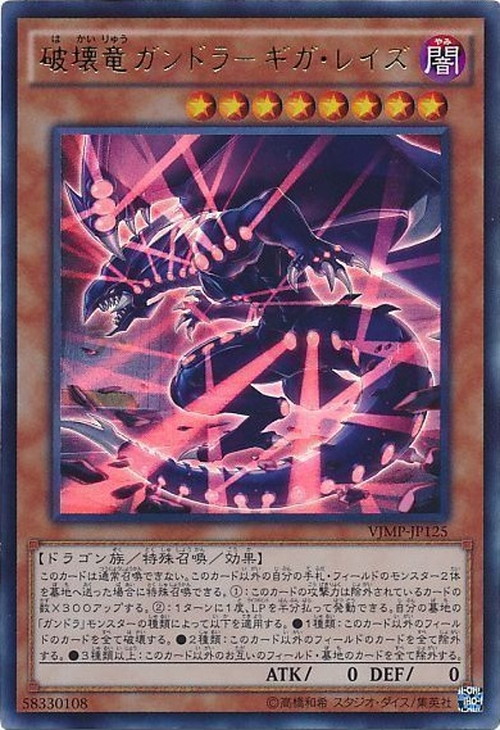 破壊竜ガンドラーギガ・レイズ
闇
VJMP-JP125
【ドラゴン族／特殊召喚／効果】
このカードは通常召喚できない。このカード以外の自分の手札・フィールドのモンスター2体
を墓地へ送った場合に特殊召喚できる。①：このカードの攻撃力は除外されているカードの
数×300アップする。②：1ターンに1度、LPを半分払って発動できる。自分の墓地の
「ガンドラ」モンスターの種類によって以下を適用する。●1種類：このカード以外のフィール
ドのカードを全て破壊する。●2種類：このカード以外のフィールドのカードを全て除外す
る。●3種類以上：このカード以外のお互いのフィールド・墓地のカードを全て除外する。
ATK/ 0 DEF/ 0
58330108 ©高橋和希 スタジオ・ダイス/集英社